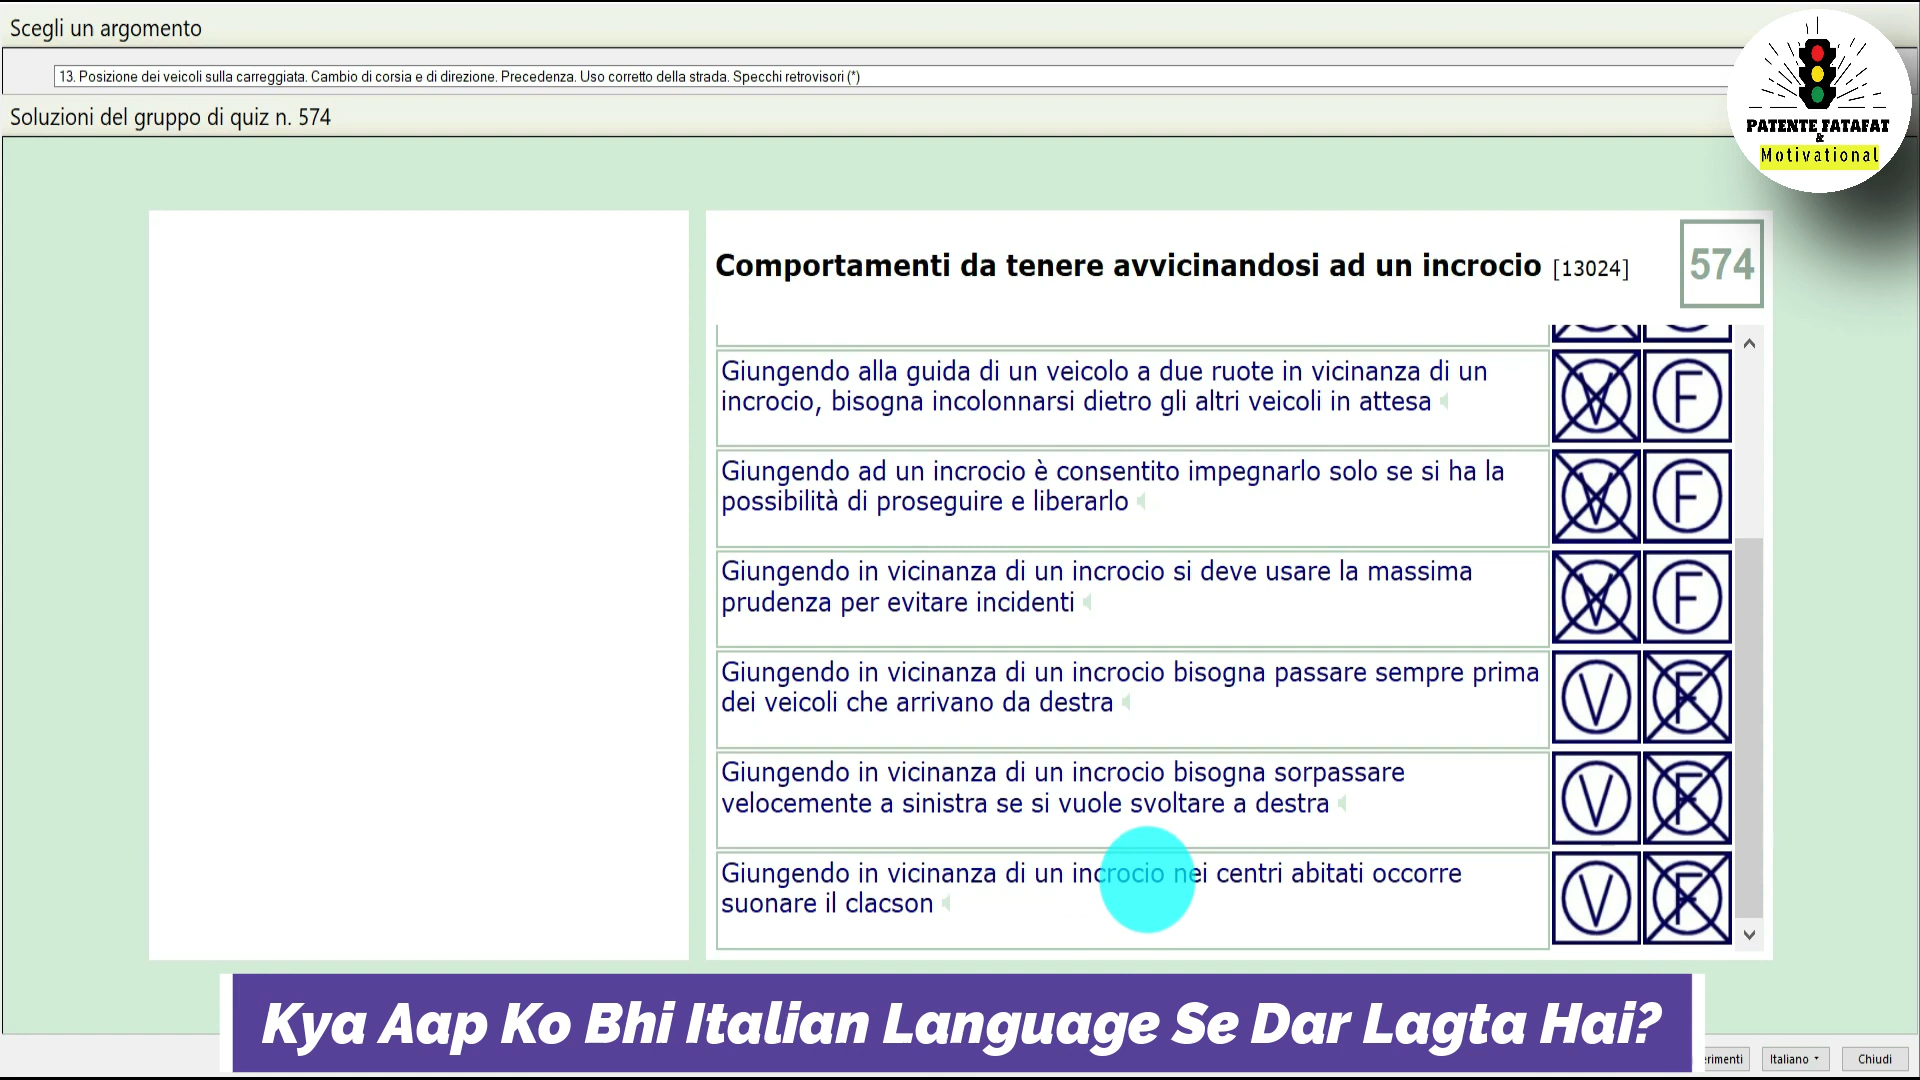 Scegli un argomento
13. Posizione dei veicoli sulla carreggiata. Cambio di corsia e di direzione. Precedenza. Uso corretto della strada. Specchi retrovisori (*)
Soluzioni del gruppo di quiz n. 574
PATENTE FATAFAT
&
Motivational
Comportamenti da tenere avvicinandosi ad un incrocio [13024]
574
Giungendo alla guida di un veicolo a due ruote in vicinanza di un
incrocio, bisogna incolonnarsi dietro gli altri veicoli in attesa
V F
Giungendo ad un incrocio è consentito impegnarlo solo se si ha la
possibilità di proseguire e liberarlo
V F
Giungendo in vicinanza di un incrocio si deve usare la massima
prudenza per evitare incidenti
V F
Giungendo in vicinanza di un incrocio bisogna passare sempre prima
dei veicoli che arrivano da destra
V F
Giungendo in vicinanza di un incrocio bisogna sorpassare
velocemente a sinistra se si vuole svoltare a destra
V F
Giungendo in vicinanza di un incrocio nei centri abitati occorre
suonare il clacson
V F
Kya Aap Ko Bhi Italian Language Se Dar Lagta Hai?
Italiano
Chiudi